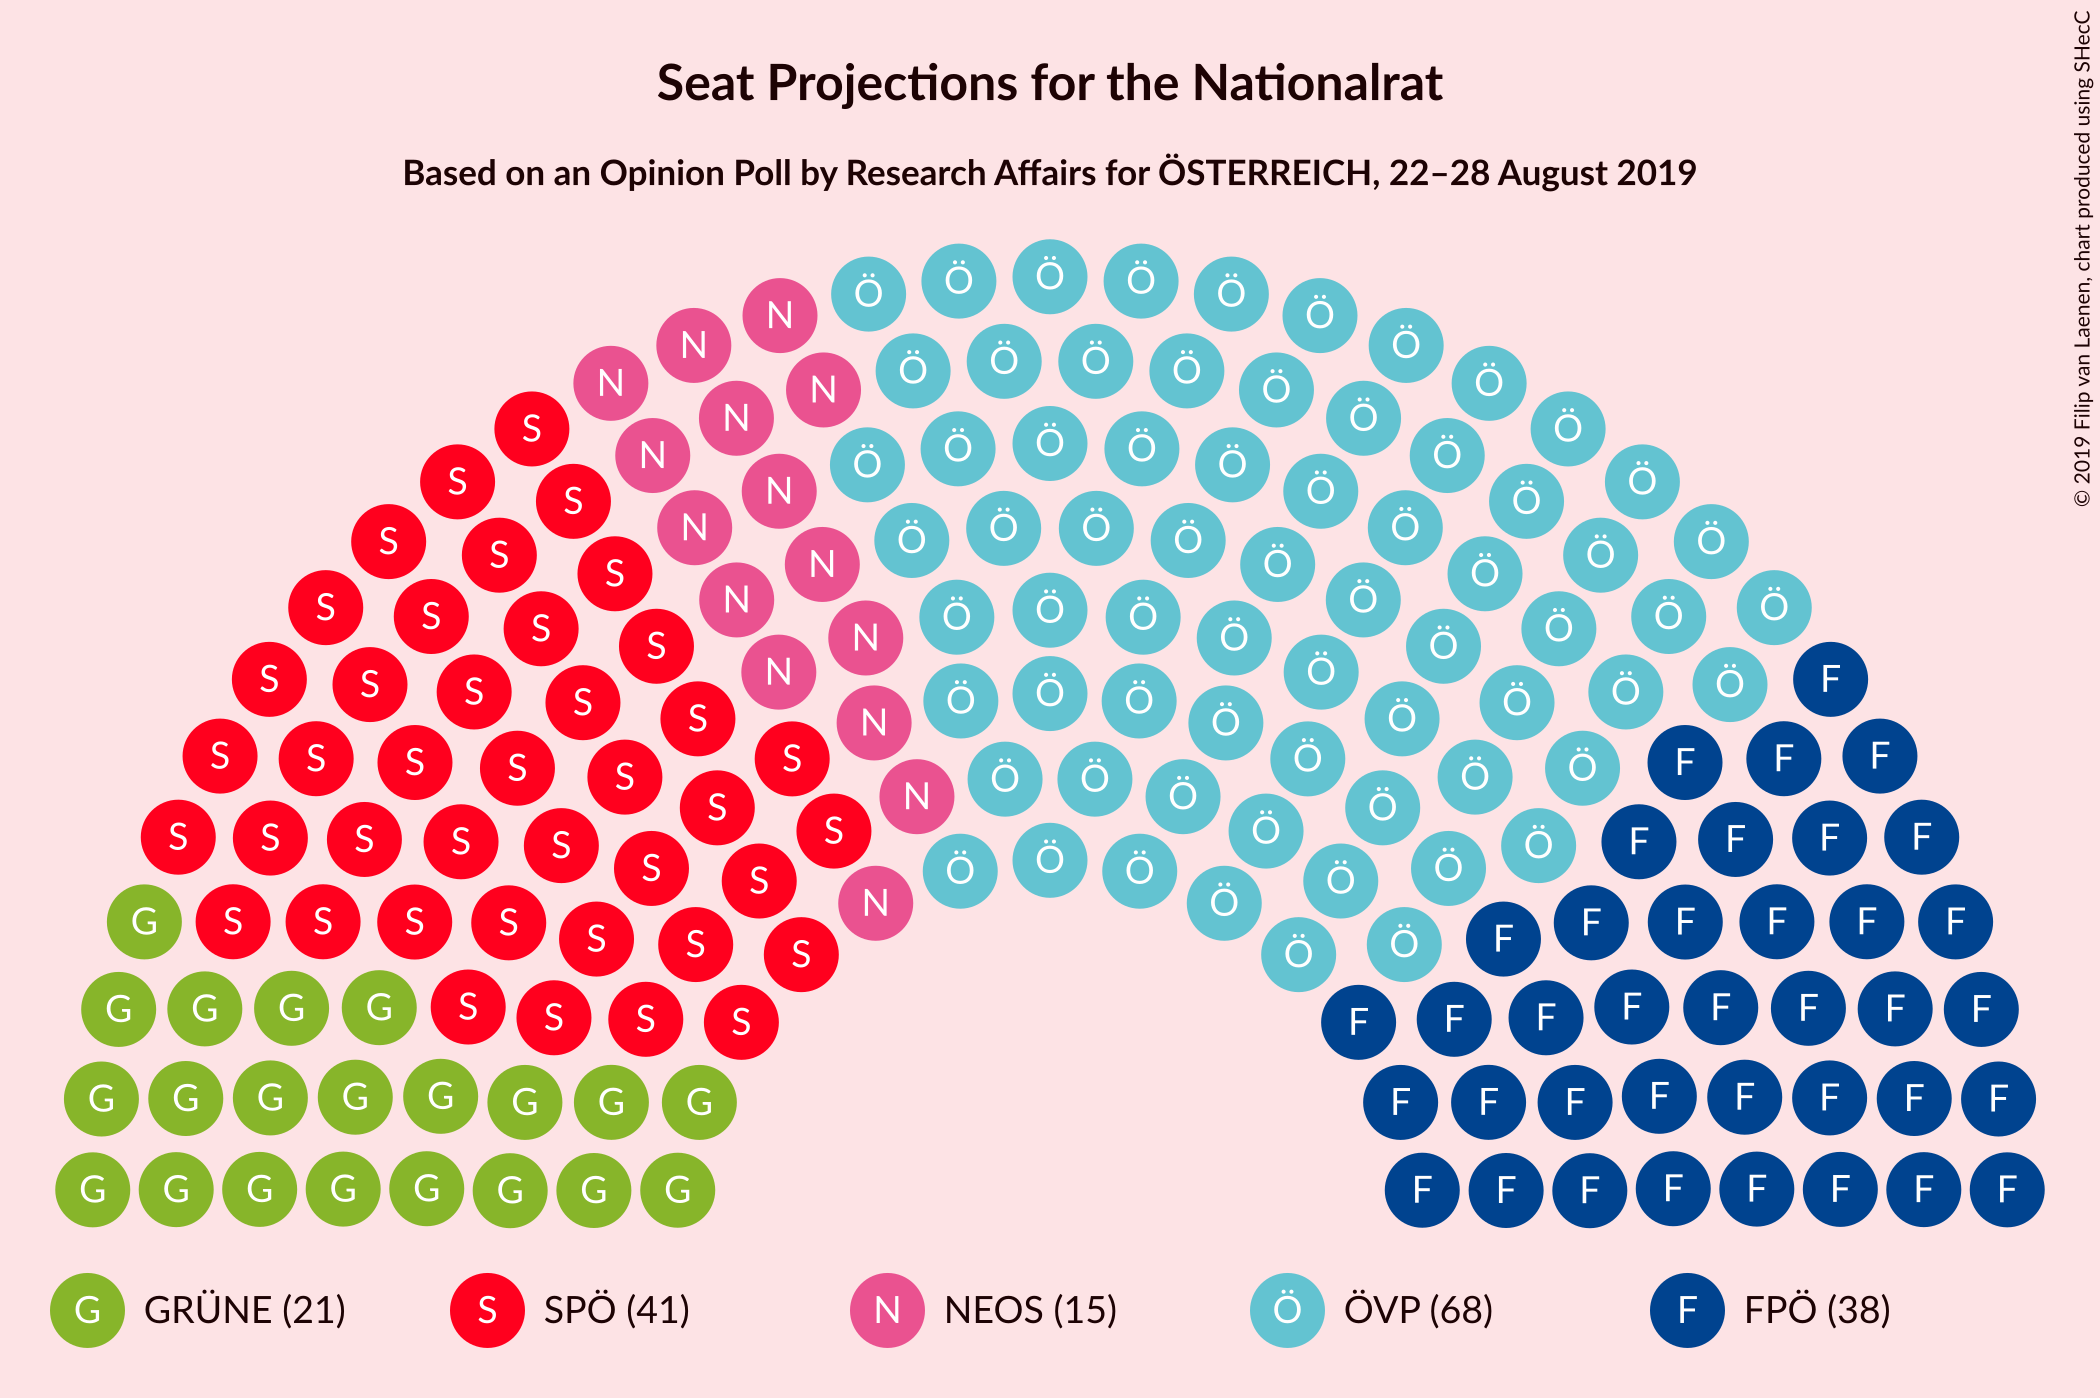 Seat Projections for the Nationalrat
Based on an Opinion Poll by Research Affairs for ÖSTERREICH, 22–28 August 2019
© 2019 Filip van Laenen, chart produced using SHecC
Ö Ö Ö Ö Ö
N Ö
N Ö
N Ö
S Ö
S Ö
S Ö
S Ö
S F
S F
S F
G F
G F
G F
G F
Ö Ö Ö Ö
N Ö
N Ö
N Ö
S Ö
S Ö
S Ö
S Ö
S F
S F
S F
G F
G F
G F
Ö Ö Ö Ö Ö
N Ö
N Ö
S Ö
S Ö
S Ö
S F
S F
S F
G F
G F
G F
Ö Ö Ö Ö
N Ö
N Ö
S Ö
S Ö
S Ö
S F
S F
G F
G F
G F
Ö Ö Ö
N Ö
N Ö
S Ö
S Ö
S Ö
S F
S F
G F
G F
Ö Ö Ö
N Ö
S Ö
S Ö
S Ö
S F
S F
G F
G F
Ö Ö
N Ö
S Ö
S Ö
S Ö
S F
G F
G F
Ö Ö Ö
N Ö
S Ö
S F
G F
G F
G GRÜNE (21)
S SPÖ (41)
N NEOS (15)
Ö ÖVP (68)
F FPÖ (38)